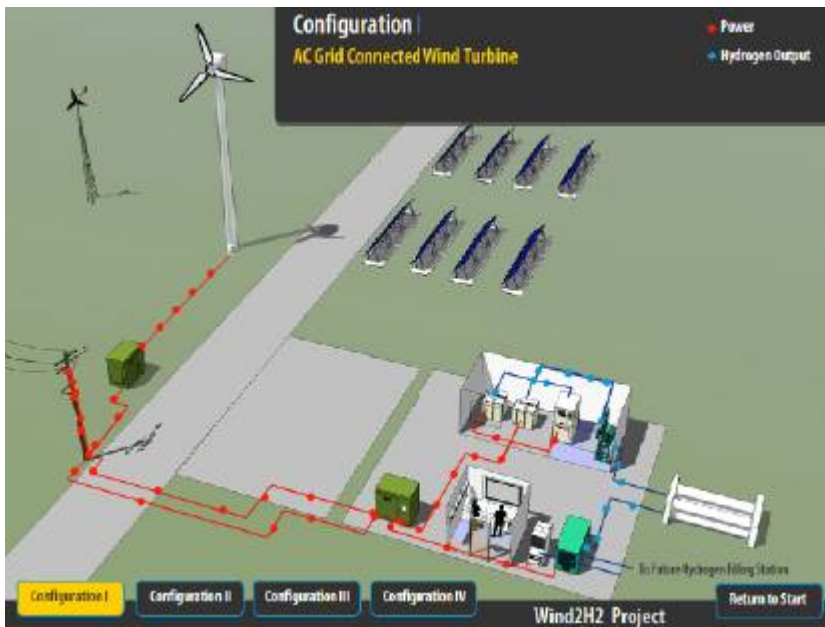 Configuration I
AC Grid Connected Wind Turbine
Power
Hydrogen Output
To Future Hydrogen Filling Station
Configuration I
Configuration II
Configuration III
Configuration IV
Wind2H2 Project
Return to Start